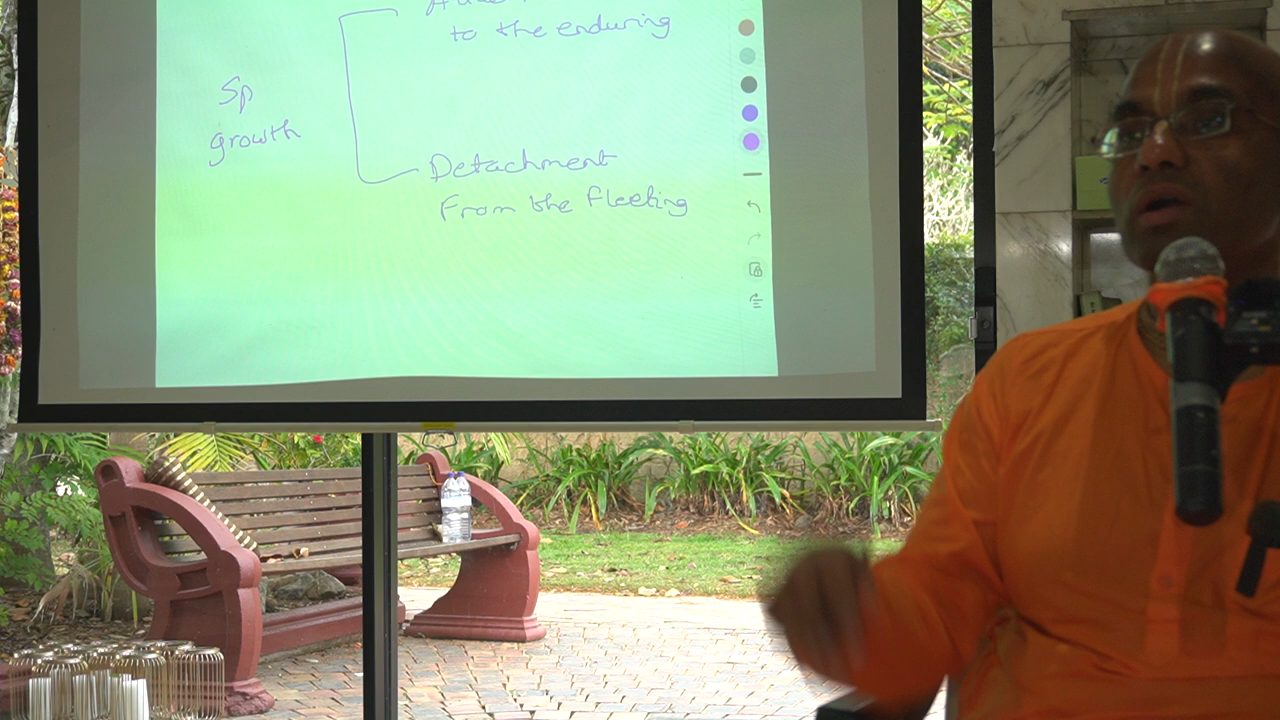 to the enduring
Sp
growth
Detachment
From the fleeting